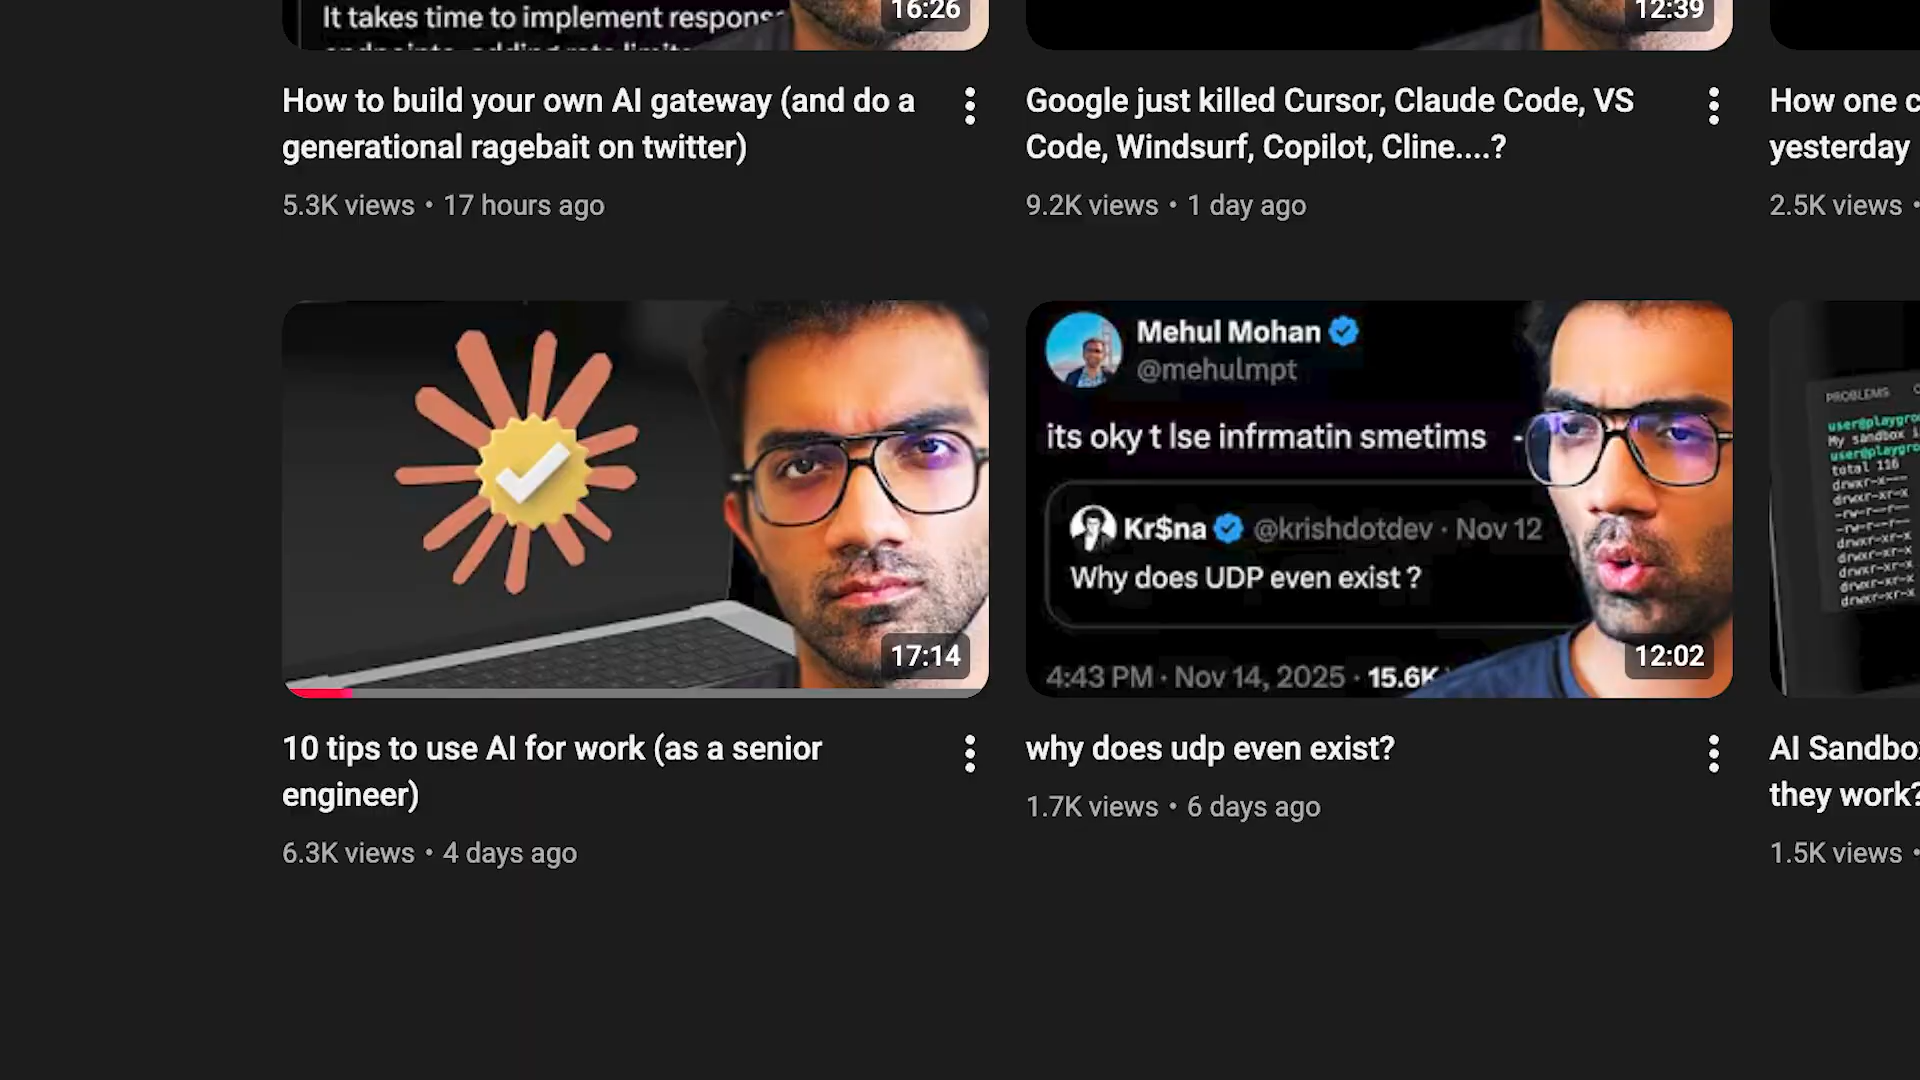 It takes time to implement response
16:26
12:39
How to build your own AI gateway (and do a
generational ragebait on twitter)
5.3K views • 17 hours ago
Google just killed Cursor, Claude Code, VS
Code, Windsurf, Copilot, Cline....?
9.2K views • 1 day ago
How one
yesterday
2.5K views •
17:14
10 tips to use AI for work (as a senior
engineer)
6.3K views • 4 days ago
Mehul Mohan
@mehulmpt
its oky t lse infrmatin smetims
Kr$na @krishdotdev · Nov 12
Why does UDP even exist ?
4:43 PM · Nov 14, 2025 · 15.6K
12:02
why does udp even exist?
1.7K views • 6 days ago
PROBLEMS
user@playgro
My sandbox
user@playgro
total 116
drwxr-x---
drwxr-xr-x
-rw-r--r--
-rw-r--r--
drwxr-xr-x
drwxr-xr-x
drwxr-xr-x
drwxr-xr-x
AI Sandbo
they work?
1.5K views •